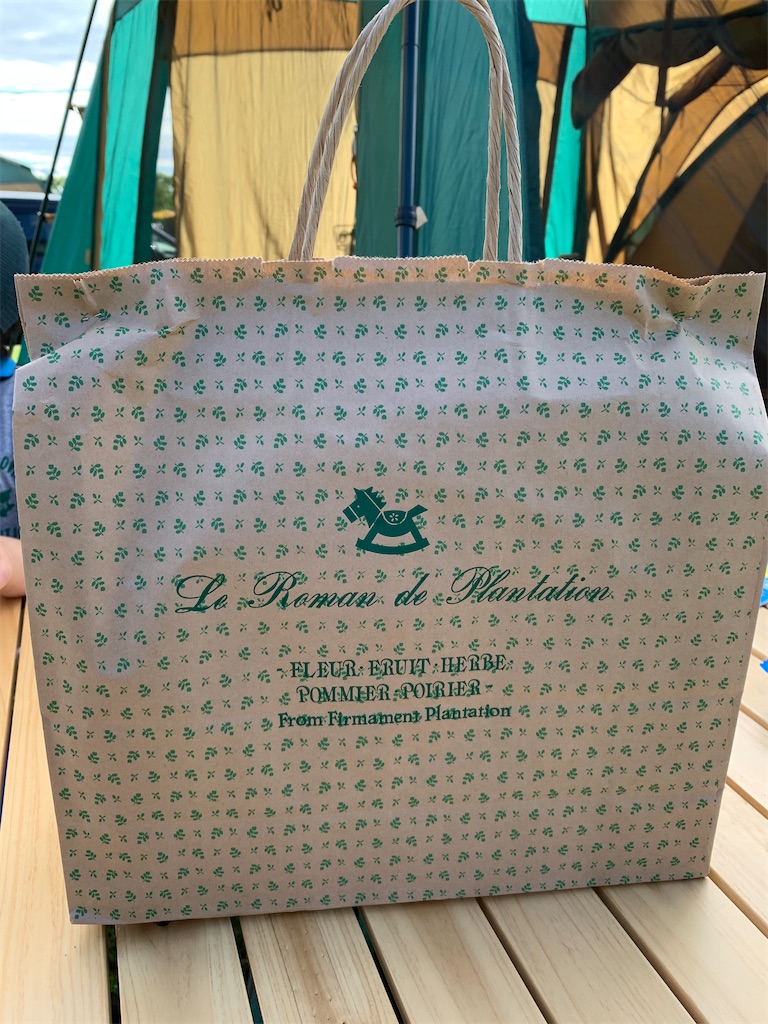 Le Roman de Plantation
- FLEUR·FRUIT·HERBE·
POMMIER·POIRIER -
From Firmament Plantation